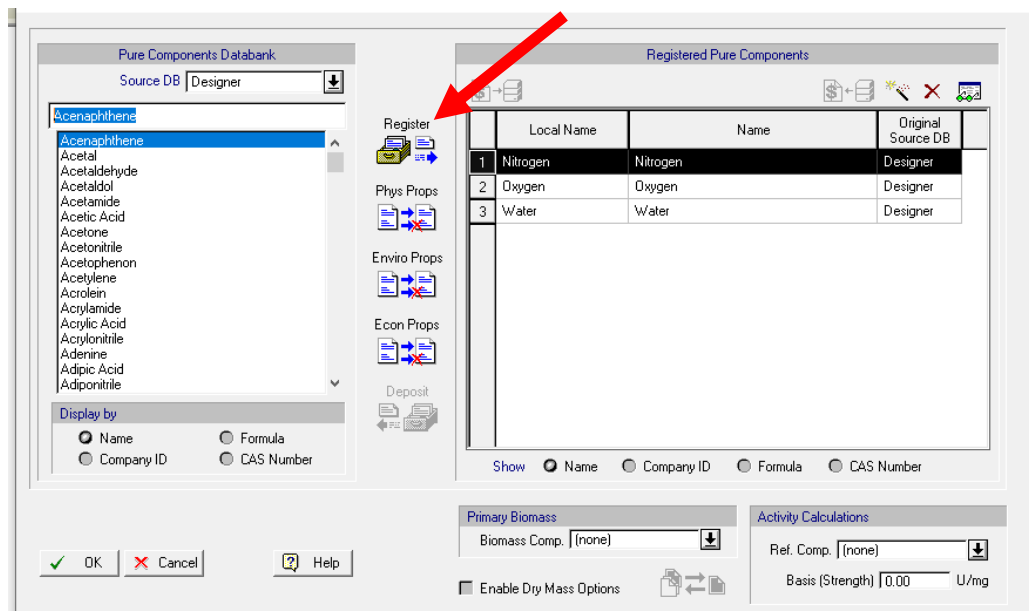 Pure Components Databank
Source DB Designer
Acenaphthene
Acenaphthene
Acetal
Acetaldehyde
Acetaldol
Acetamide
Acetic Acid
Acetone
Acetonitrile
Acetophenon
Acetylene
Acrolein
Acrylamide
Acrylic Acid
Acrylonitrile
Adenine
Adipic Acid
Adiponitrile
Display by
Name Formula
Company ID CAS Number
Register
Phys Props
Enviro Props
Econ Props
Deposit
Registered Pure Components
Local Name Name Original
Source DB
1 Nitrogen Nitrogen Designer
2 Oxygen Oxygen Designer
3 Water Water Designer
Show Name Company ID Formula CAS Number
Primary Biomass
Biomass Comp. (none)
Enable Dry Mass Options
Activity Calculations
Ref. Comp. (none)
Basis (Strength) 0.00 U/mg
OK Cancel Help